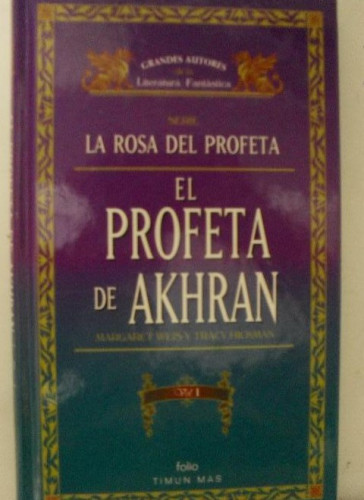 GRANDES AUTORES
de la
Literatura Fantástica
SERIE
LA ROSA DEL PROFETA
EL
PROFETA
DE AKHRAN
MARGARET WEIS Y TRACY HICKMAN
folio
TIMUN MAS